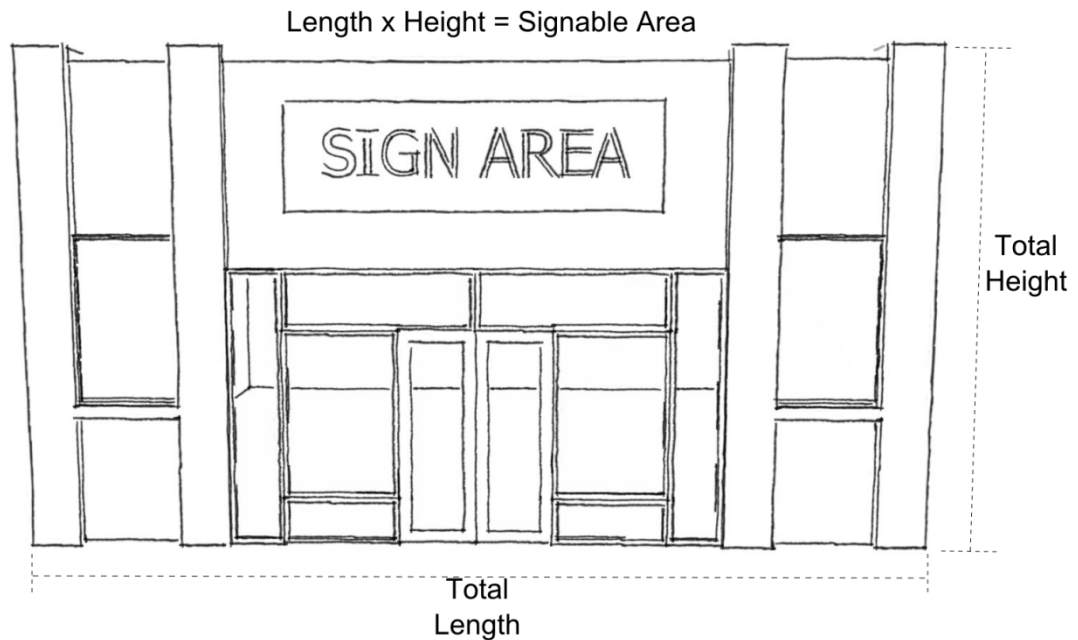 Length x Height = Signable Area
SIGN AREA
Total
Height
Total
Length